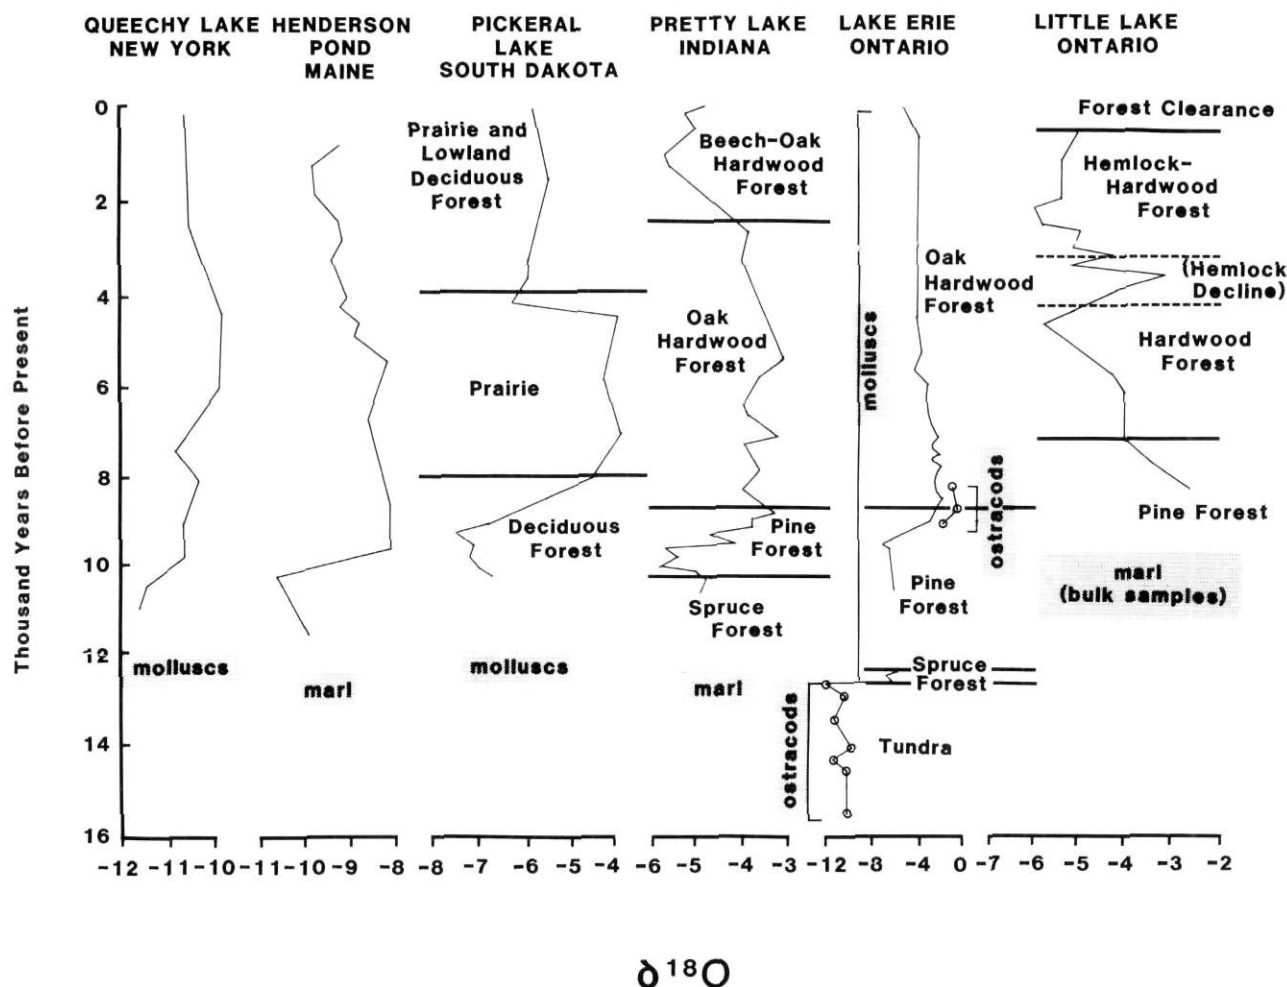 QUEECHY LAKE
NEW YORK
HENDERSON
POND
MAINE
PICKERAL
LAKE
SOUTH DAKOTA
PRETTY LAKE
INDIANA
LAKE ERIE
ONTARIO
LITTLE LAKE
ONTARIO
Thousand Years Before Present
0
2
4
6
8
10
12
14
16
molluscs
marl
Prairie and
Lowland
Deciduous
Forest
Prairie
Deciduous
Forest
molluscs
Beech-Oak
Hardwood
Forest
Oak
Hardwood
Forest
Pine
Forest
Spruce
Forest
marl
molluscs
Oak
Hardwood
Forest
ostracods
Pine
Forest
Spruce
Forest
ostracods
Tundra
Forest Clearance
Hemlock-
Hardwood
Forest
(Hemlock
Decline)
Hardwood
Forest
Pine Forest
marl
(bulk samples)
-12 -11 -10
-11 -10 -9 -8
-8 -7 -6 -5 -4
-6 -5 -4 -3
-12 -8 -4 0
-7 -6 -5 -4 -3 -2
δ18O